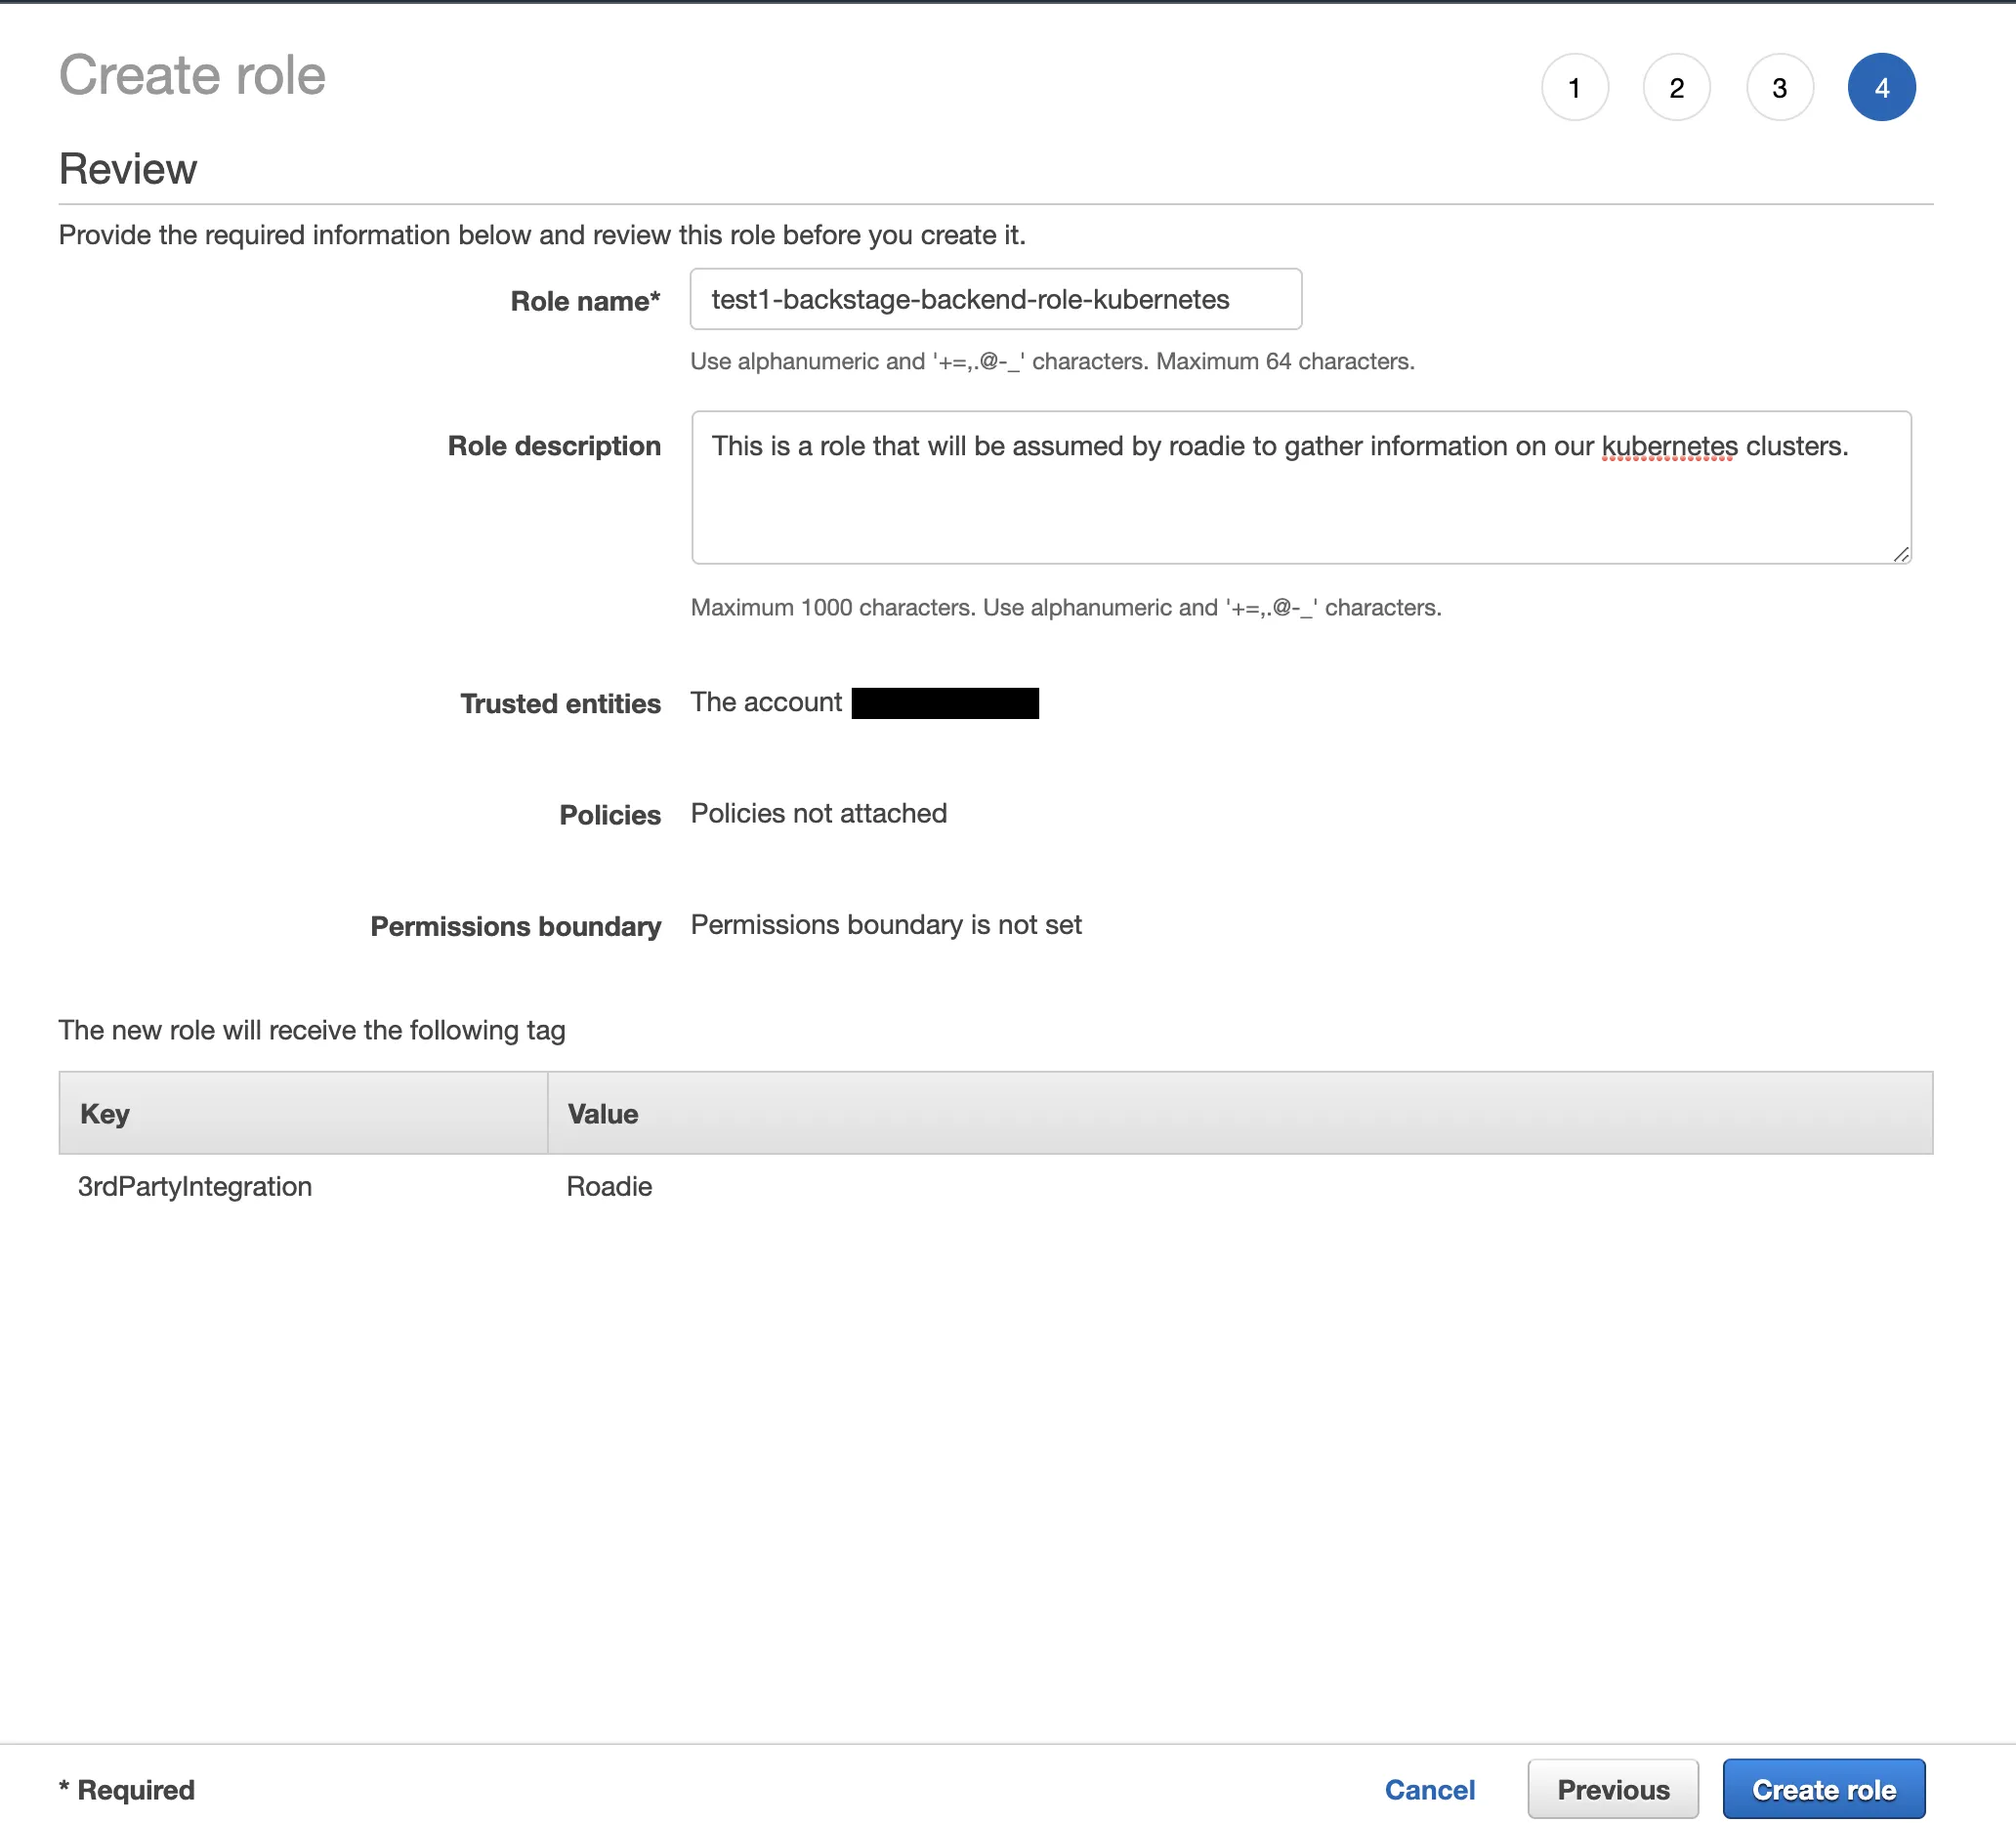 Create role
1 2 3 4
Review
Provide the required information below and review this role before you create it.
Role name* test1-backstage-backend-role-kubernetes
Use alphanumeric and '+=,.@-_' characters. Maximum 64 characters.
Role description This is a role that will be assumed by roadie to gather information on our kubernetes clusters.
Maximum 1000 characters. Use alphanumeric and '+=,.@-_' characters.
Trusted entities The account
Policies Policies not attached
Permissions boundary Permissions boundary is not set
The new role will receive the following tag
Key Value
3rdPartyIntegration Roadie
* Required Cancel Previous Create role